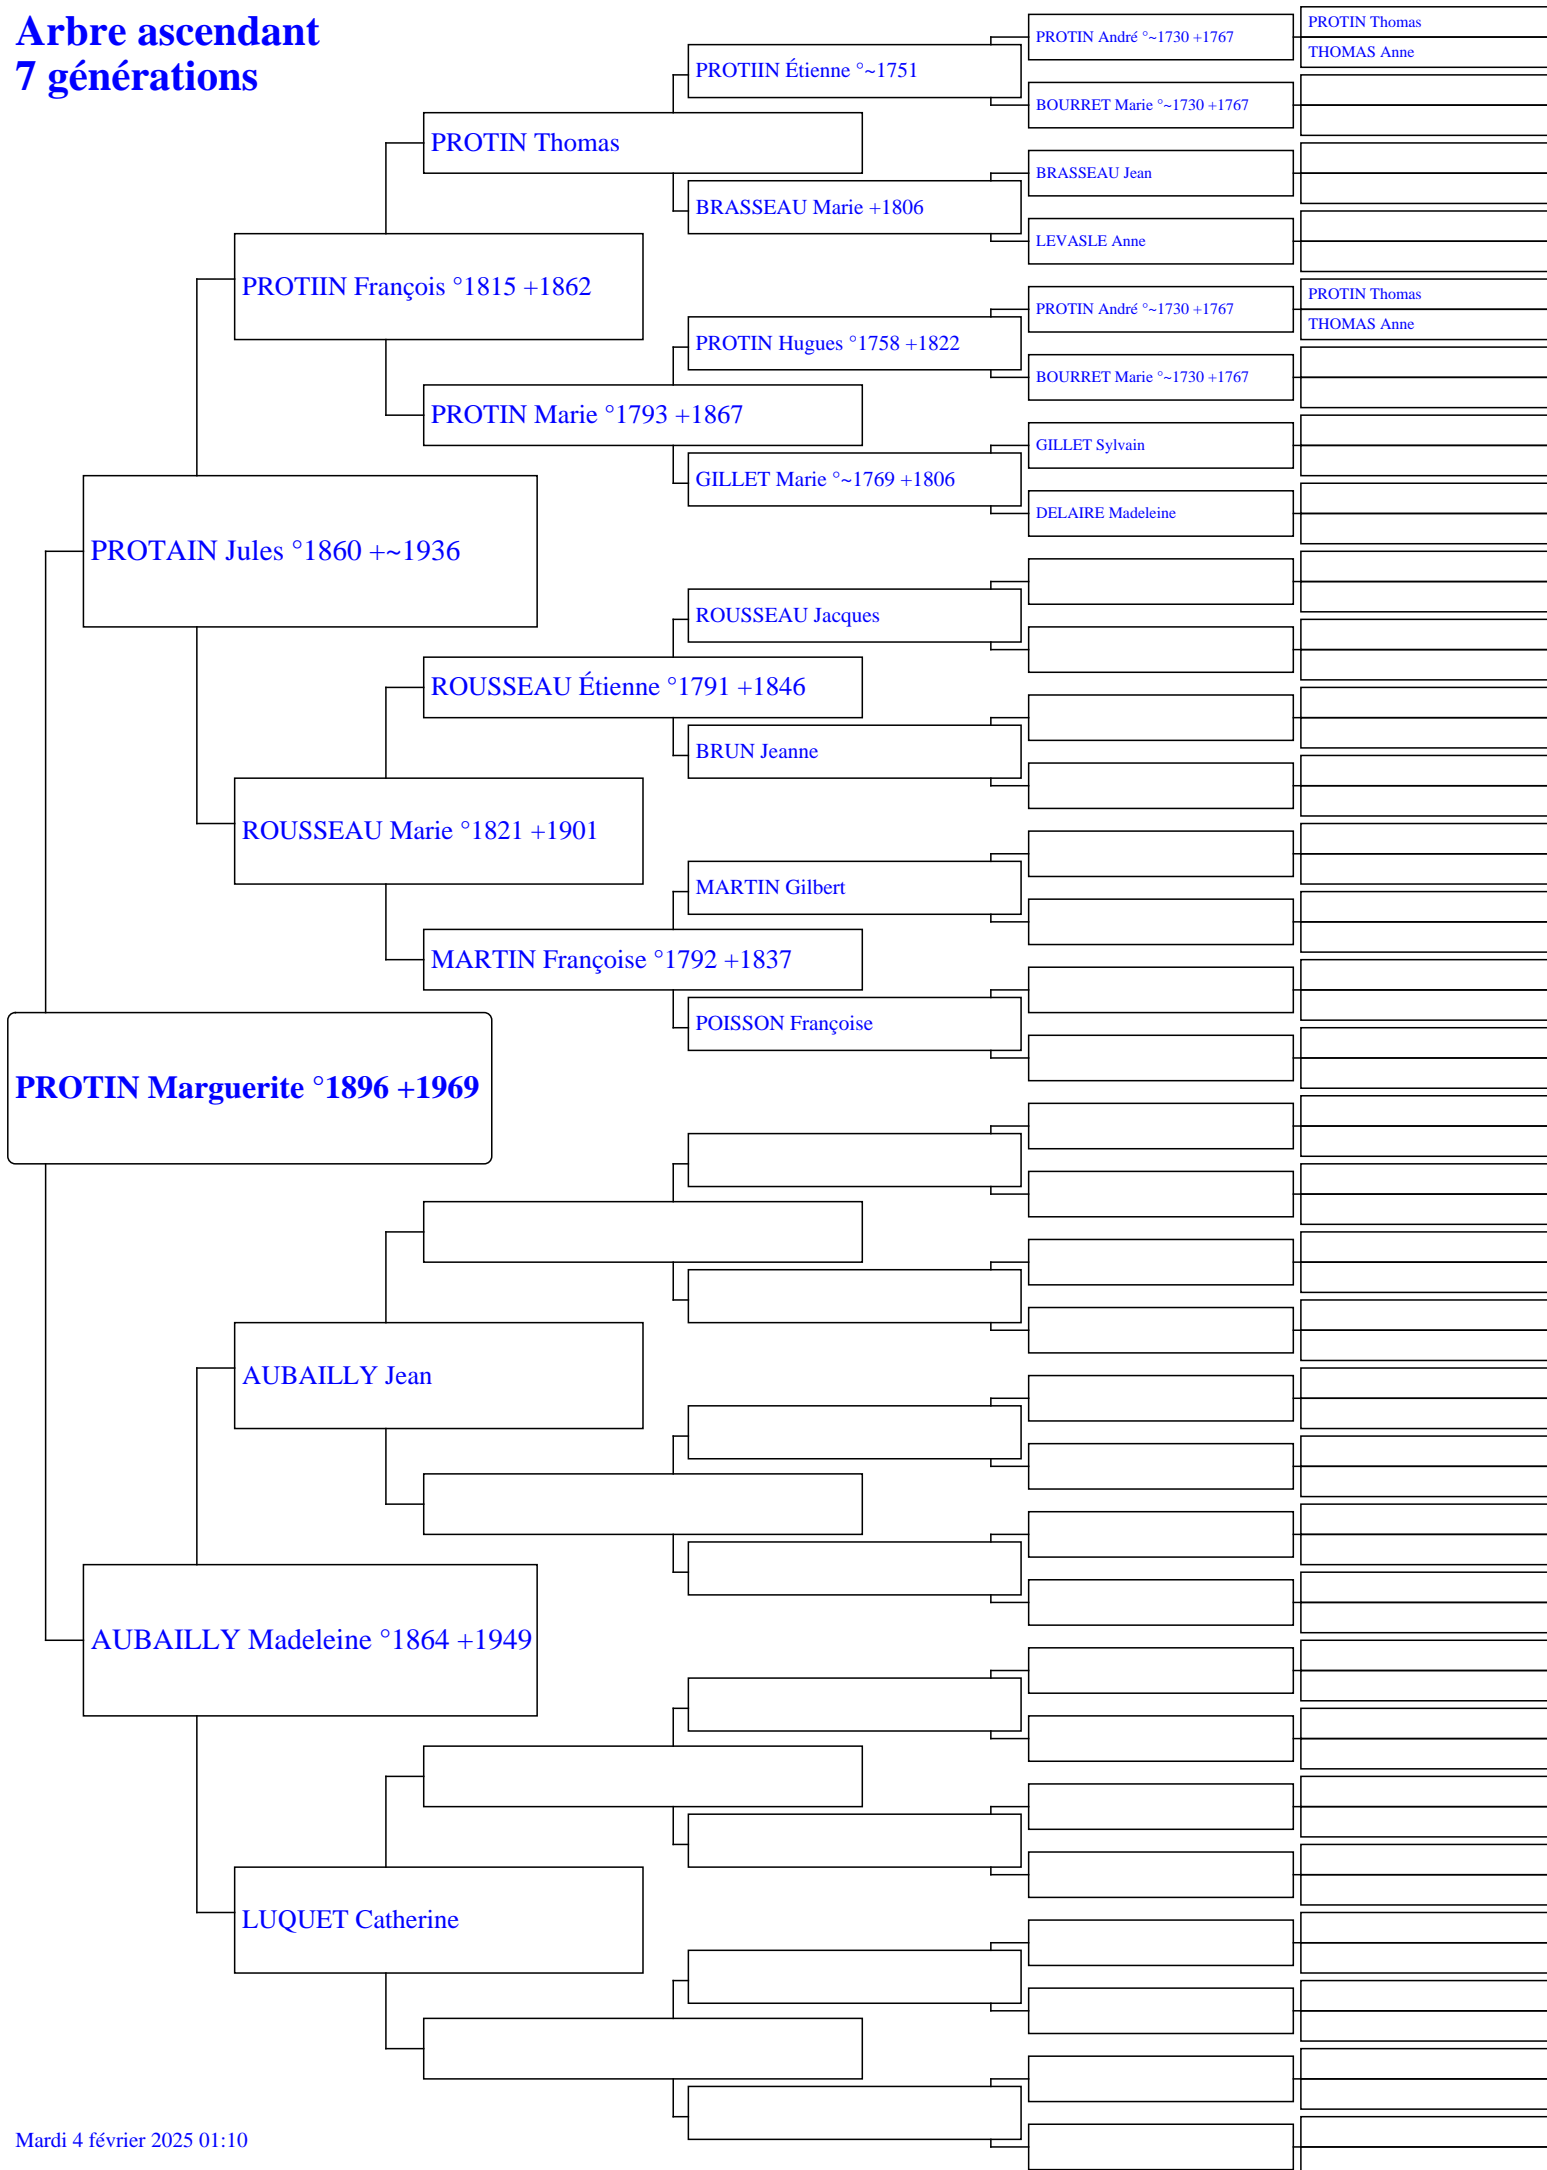 Arbre ascendant
7 générations
PROTIN Thomas
PROTIN André °~1730 +1767
THOMAS Anne
PROTIIN Étienne °~1751
BOURRET Marie °~1730 +1767
PROTIN Thomas
BRASSEAU Jean
BRASSEAU Marie +1806
LEVASLE Anne
PROTIIN François °1815 +1862
PROTIN Thomas
PROTIN André °~1730 +1767
THOMAS Anne
PROTIN Hugues °1758 +1822
BOURRET Marie °~1730 +1767
PROTIN Marie °1793 +1867
GILLET Sylvain
GILLET Marie °~1769 +1806
DELAIRE Madeleine
PROTAIN Jules °1860 +~1936
ROUSSEAU Jacques
ROUSSEAU Étienne °1791 +1846
BRUN Jeanne
ROUSSEAU Marie °1821 +1901
MARTIN Gilbert
MARTIN Françoise °1792 +1837
POISSON Françoise
PROTIN Marguerite °1896 +1969
AUBAILLY Jean
AUBAILLY Madeleine °1864 +1949
LUQUET Catherine
Mardi 4 février 2025 01:10